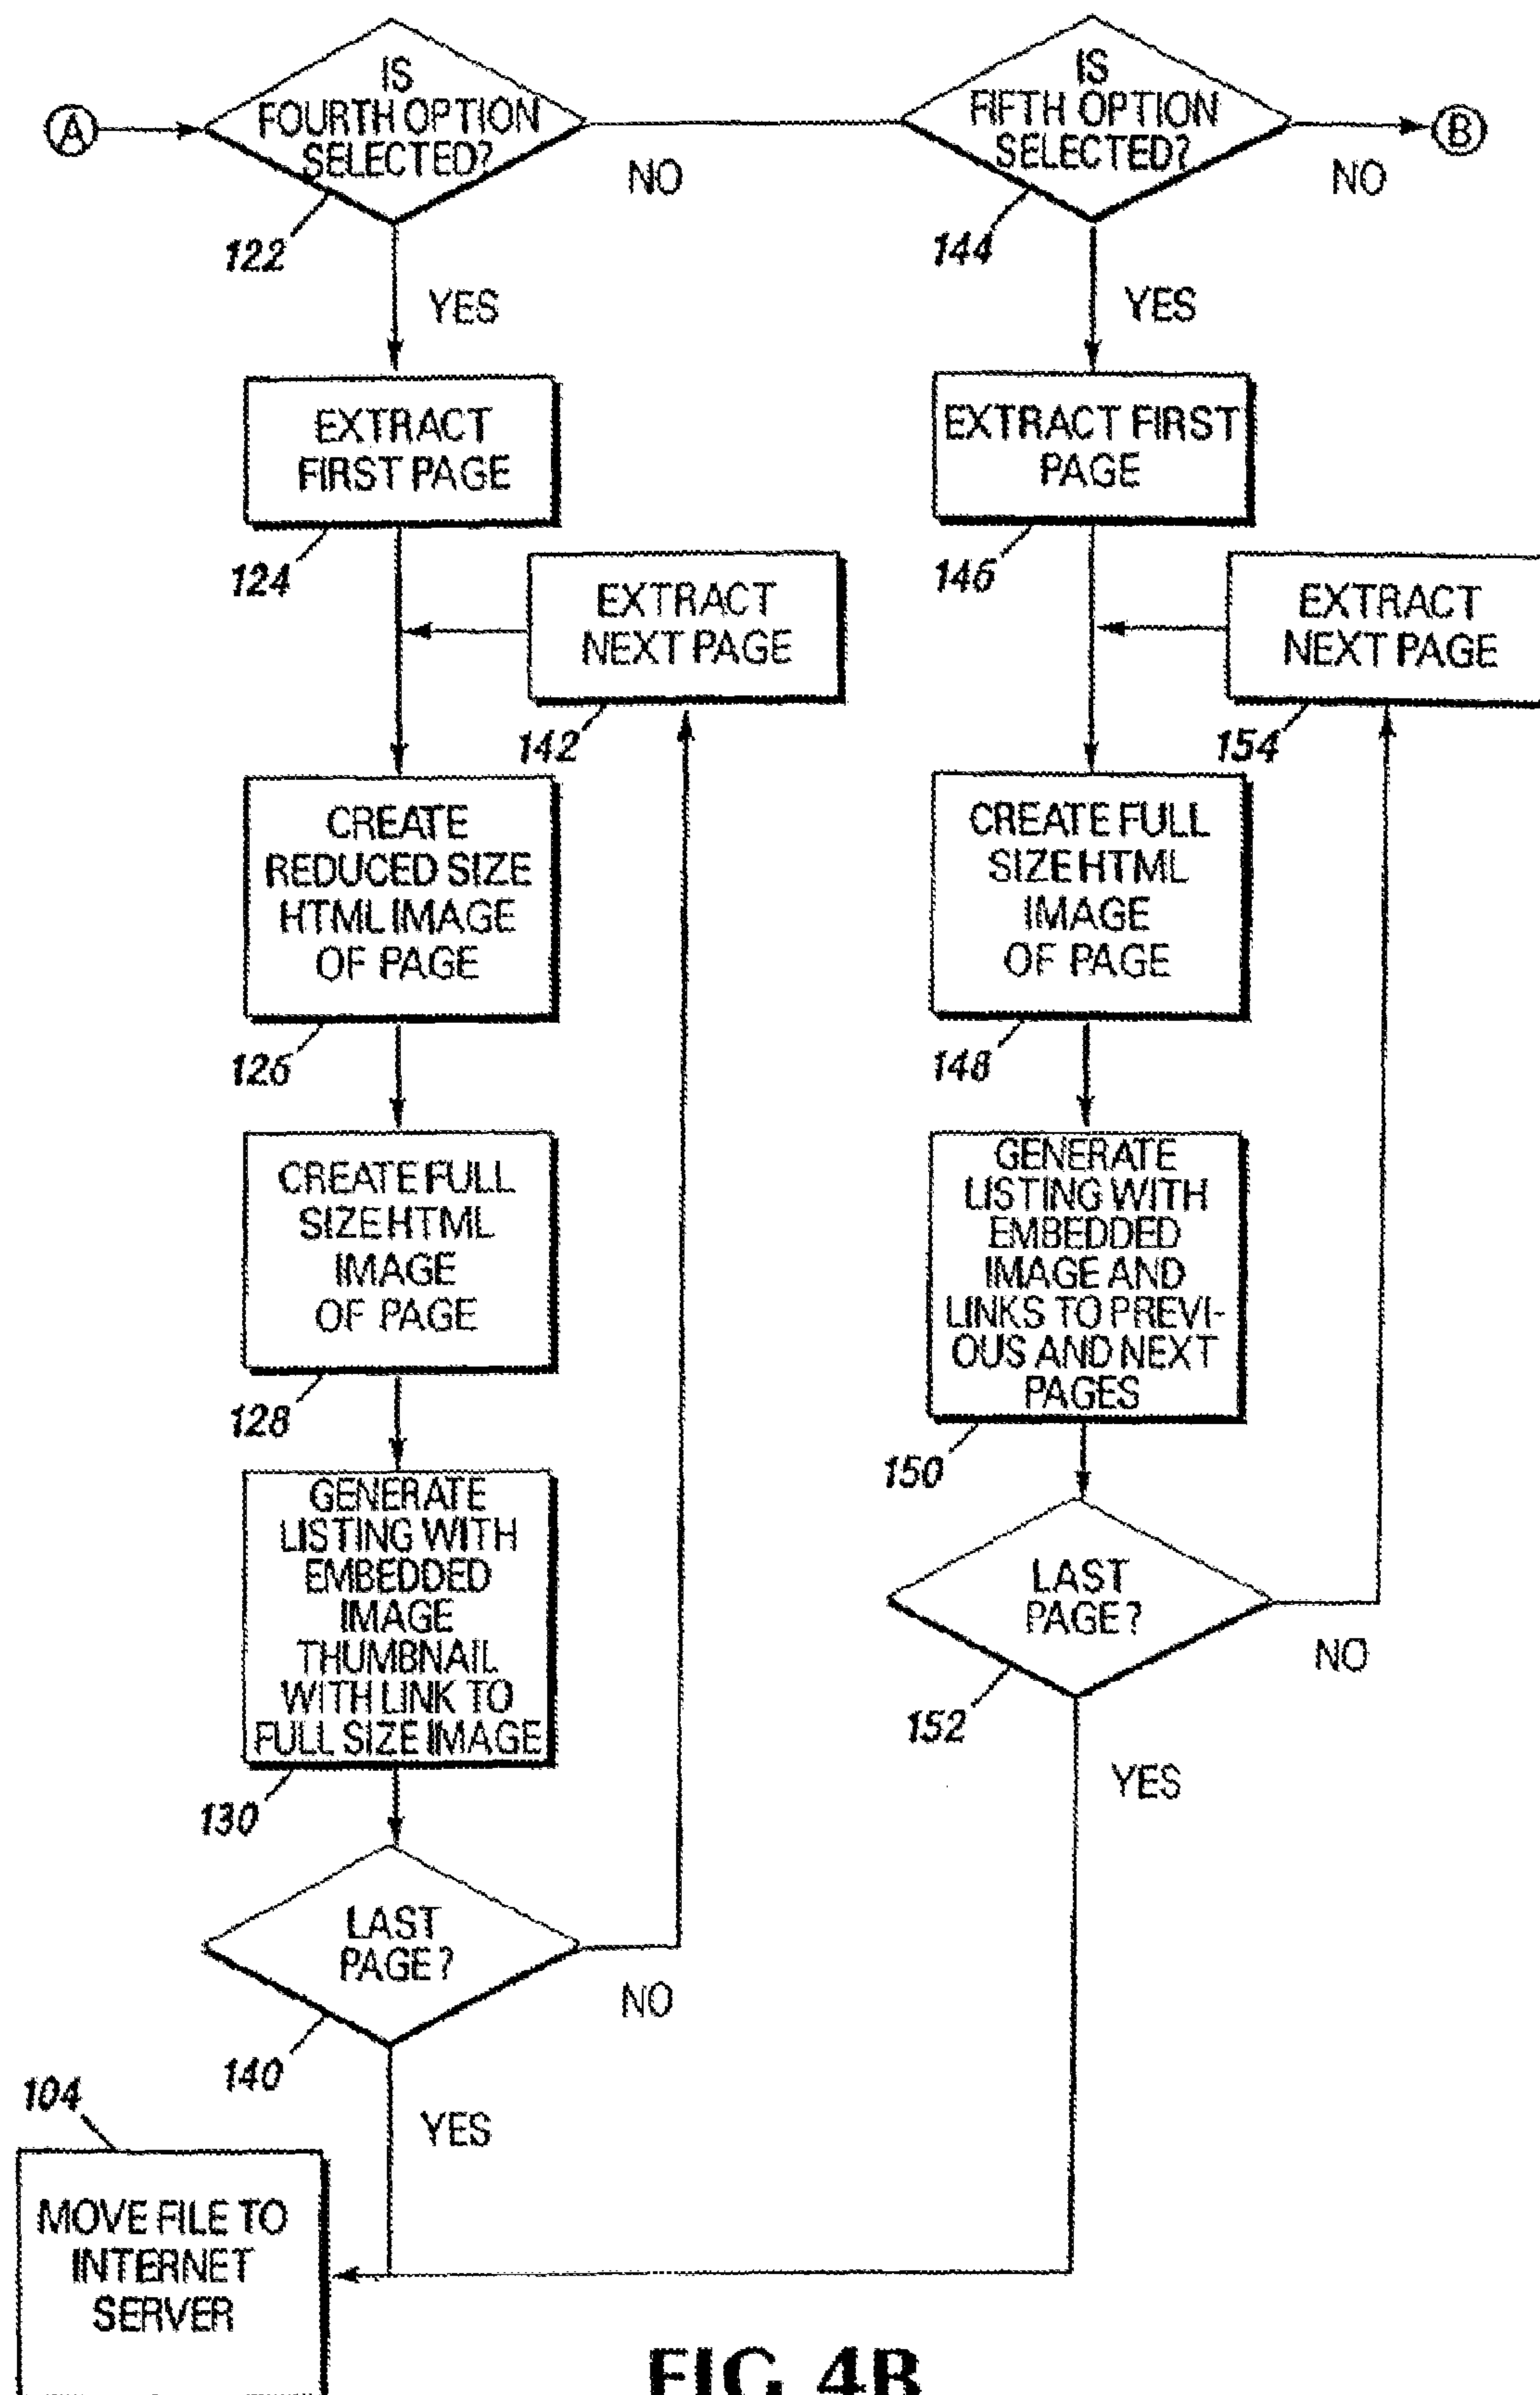 A
IS
FOURTH OPTION
SELECTED?
122
NO
YES
IS
FIFTH OPTION
SELECTED?
144
NO
YES
B
EXTRACT
FIRST PAGE
124
EXTRACT
NEXT PAGE
142
CREATE
REDUCED SIZE
HTML IMAGE
OF PAGE
126
CREATE FULL
SIZE HTML
IMAGE
OF PAGE
128
GENERATE
LISTING WITH
EMBEDDED
IMAGE
THUMBNAIL
WITH LINK TO
FULL SIZE IMAGE
130
LAST
PAGE?
140
NO
YES
EXTRACT FIRST
PAGE
146
EXTRACT
NEXT PAGE
154
CREATE FULL
SIZE HTML
IMAGE
OF PAGE
148
GENERATE
LISTING WITH
EMBEDDED
IMAGE AND
LINKS TO PREVI-
OUS AND NEXT
PAGES
150
LAST
PAGE?
152
NO
YES
104
MOVE FILE TO
INTERNET
SERVER
FIG 4B